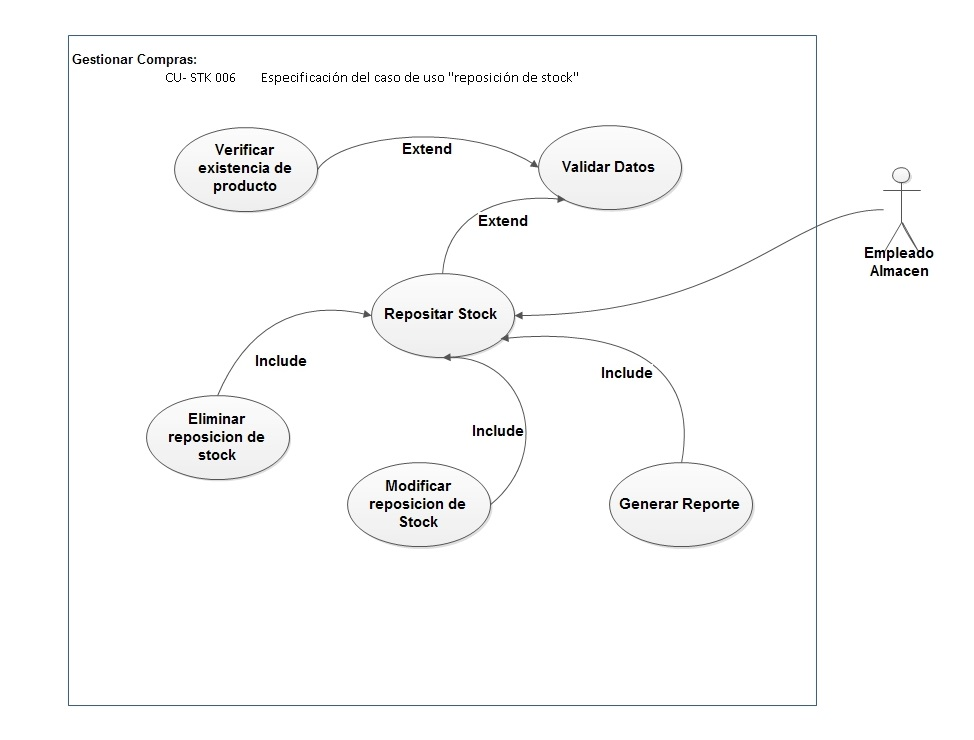 Gestionar Compras:
CU- STK 006 Especificación del caso de uso "reposición de stock"
Verificar
existencia de
producto
Extend
Validar Datos
Extend
Empleado
Almacen
Repositar Stock
Include
Include
Eliminar
reposicion de
stock
Include
Modificar
reposicion de
Stock
Generar Reporte